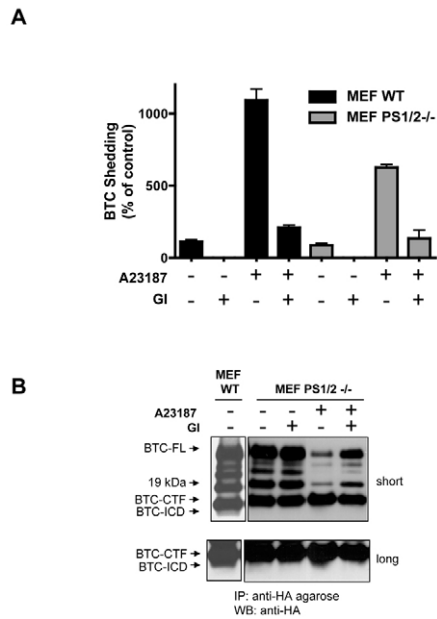 A
BTC Shedding
(% of control)
1000
500
0
MEF WT
MEF PS1/2-/-
A23187 - - + + - - + +
GI - + - + - + - +
B
MEF
WT
MEF PS1/2 -/-
A23187 - - - + +
GI - - + - +
BTC-FL
19 kDa
BTC-CTF
BTC-ICD
short
BTC-CTF
BTC-ICD
long
IP: anti-HA agarose
WB: anti-HA